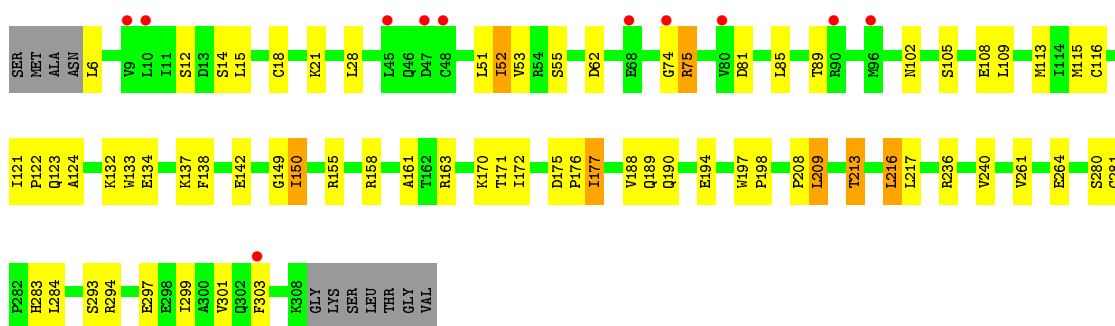 SER MET ALA ASN L6 V9 L10 I11 S12 D13 S14 L15 C18 K21 L28 L45 Q46 D47 C48 L51 I52 V53 R54 S55 D62 E68 G74 R75 V80 D81 L85 T89 R90 M96 N102 S105 E108 L109 M113 I114 M115 C116
I121 P122 Q123 A124 K132 W133 E134 K137 F138 E142 G149 I150 R155 R158 A161 T162 R163 K170 T171 I172 D175 P176 I177 V188 Q189 Q190 E194 W197 P198 P208 L209 T213 L216 L217 R236 V240 V261 E264 S280
P282 H283 L284 S293 R294 E297 E298 I299 A300 V301 Q302 F303 K308 GLY LYS SER LEU THR GLY VAL